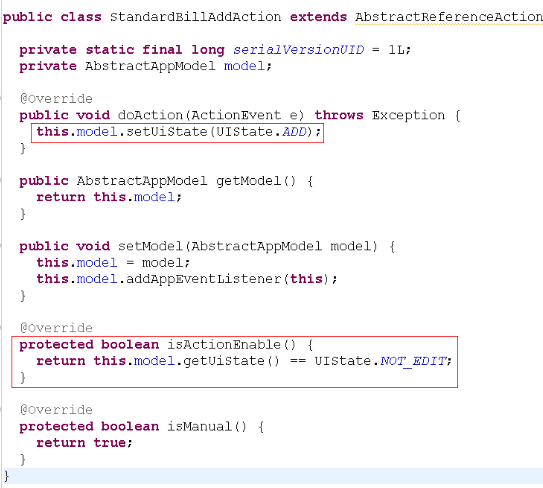 public class StandardBillAddAction extends AbstractReferenceAction
private static final long serialVersionUID = 1L;
private AbstractAppModel model;
@Override
public void doAction(ActionEvent e) throws Exception {
this.model.setUiState(UIState.ADD);
}
public AbstractAppModel getModel() {
return this.model;
}
public void setModel(AbstractAppModel model) {
this.model = model;
this.model.addAppEventListener(this);
}
@Override
protected boolean isActionEnable() {
return this.model.getUiState() == UIState.NOT_EDIT;
}
@Override
protected boolean isManual() {
return true;
}
}